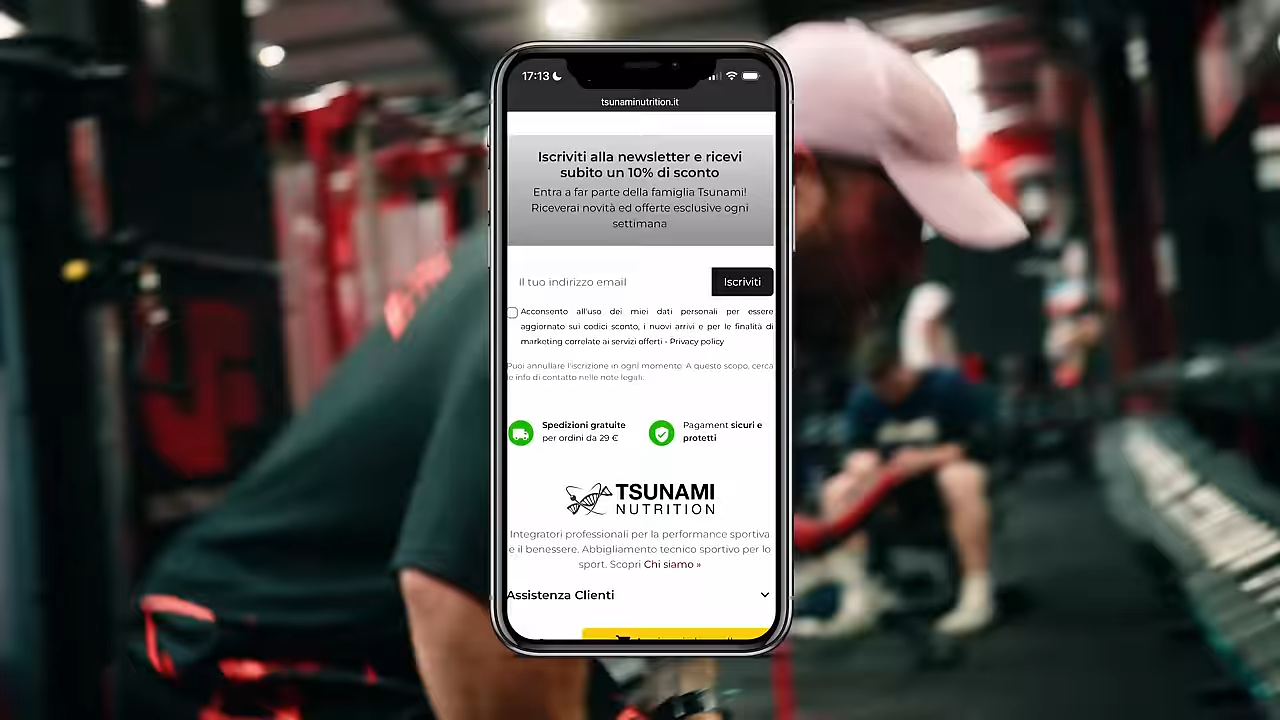 17:13
tsunaminutrition.it
Iscriviti alla newsletter e ricevi
subito un 10% di sconto
Entra a far parte della famiglia Tsunami!
Riceverai novità ed offerte esclusive ogni
settimana
Il tuo indirizzo email
Iscriviti
Acconsento all'uso dei miei dati personali per essere
aggiornato sui codici sconto, i nuovi arrivi e per le finalità di
marketing correlate ai servizi offerti - Privacy policy
Puoi annullare l'iscrizione in ogni momento. A questo scopo, cerca
le info di contatto nelle note legali.
Spedizioni gratuite
per ordini da 29 €
Pagament sicuri e
protetti
TSUNAMI
NUTRITION
Integratori professionali per la performance sportiva
e il benessere. Abbigliamento tecnico sportivo per lo
sport. Scopri Chi siamo »
Assistenza Clienti